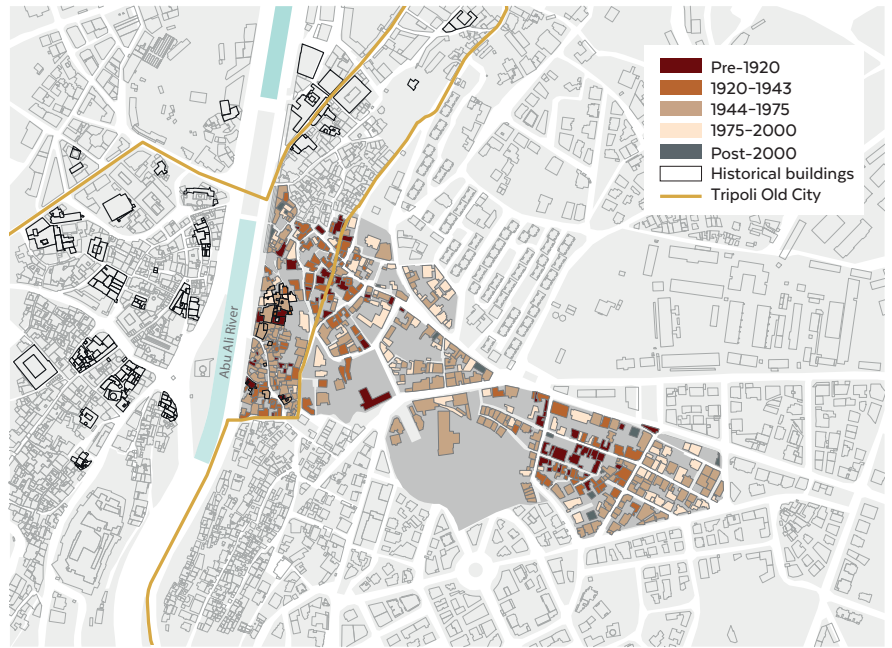 Pre-1920
1920–1943
1944–1975
1975–2000
Post-2000
Historical buildings
Tripoli Old City
Abu Ali River